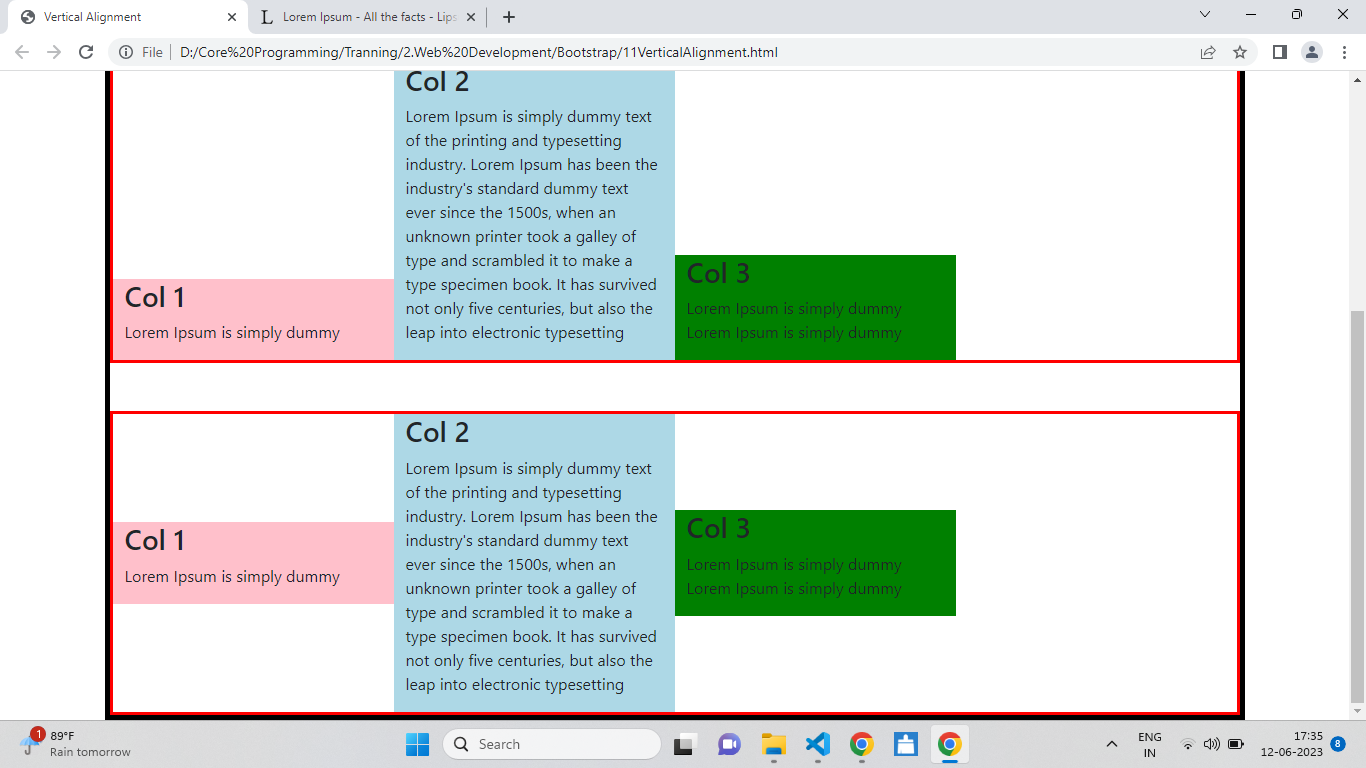 Vertical Alignment
Lorem Ipsum - All the facts - Lips
File
D:/Core%20Programming/Tranning/2.Web%20Development/Bootstrap/11VerticalAlignment.html
Col 2
Lorem Ipsum is simply dummy text
of the printing and typesetting
industry. Lorem Ipsum has been the
industry's standard dummy text
ever since the 1500s, when an
unknown printer took a galley of
type and scrambled it to make a
type specimen book. It has survived
not only five centuries, but also the
leap into electronic typesetting
Col 1
Lorem Ipsum is simply dummy
Col 3
Lorem Ipsum is simply dummy
Lorem Ipsum is simply dummy
Col 2
Lorem Ipsum is simply dummy text
of the printing and typesetting
industry. Lorem Ipsum has been the
industry's standard dummy text
ever since the 1500s, when an
unknown printer took a galley of
type and scrambled it to make a
type specimen book. It has survived
not only five centuries, but also the
leap into electronic typesetting
Col 1
Lorem Ipsum is simply dummy
Col 3
Lorem Ipsum is simply dummy
Lorem Ipsum is simply dummy
1
89°F
Rain tomorrow
Search
ENG
IN
17:35
12-06-2023
8